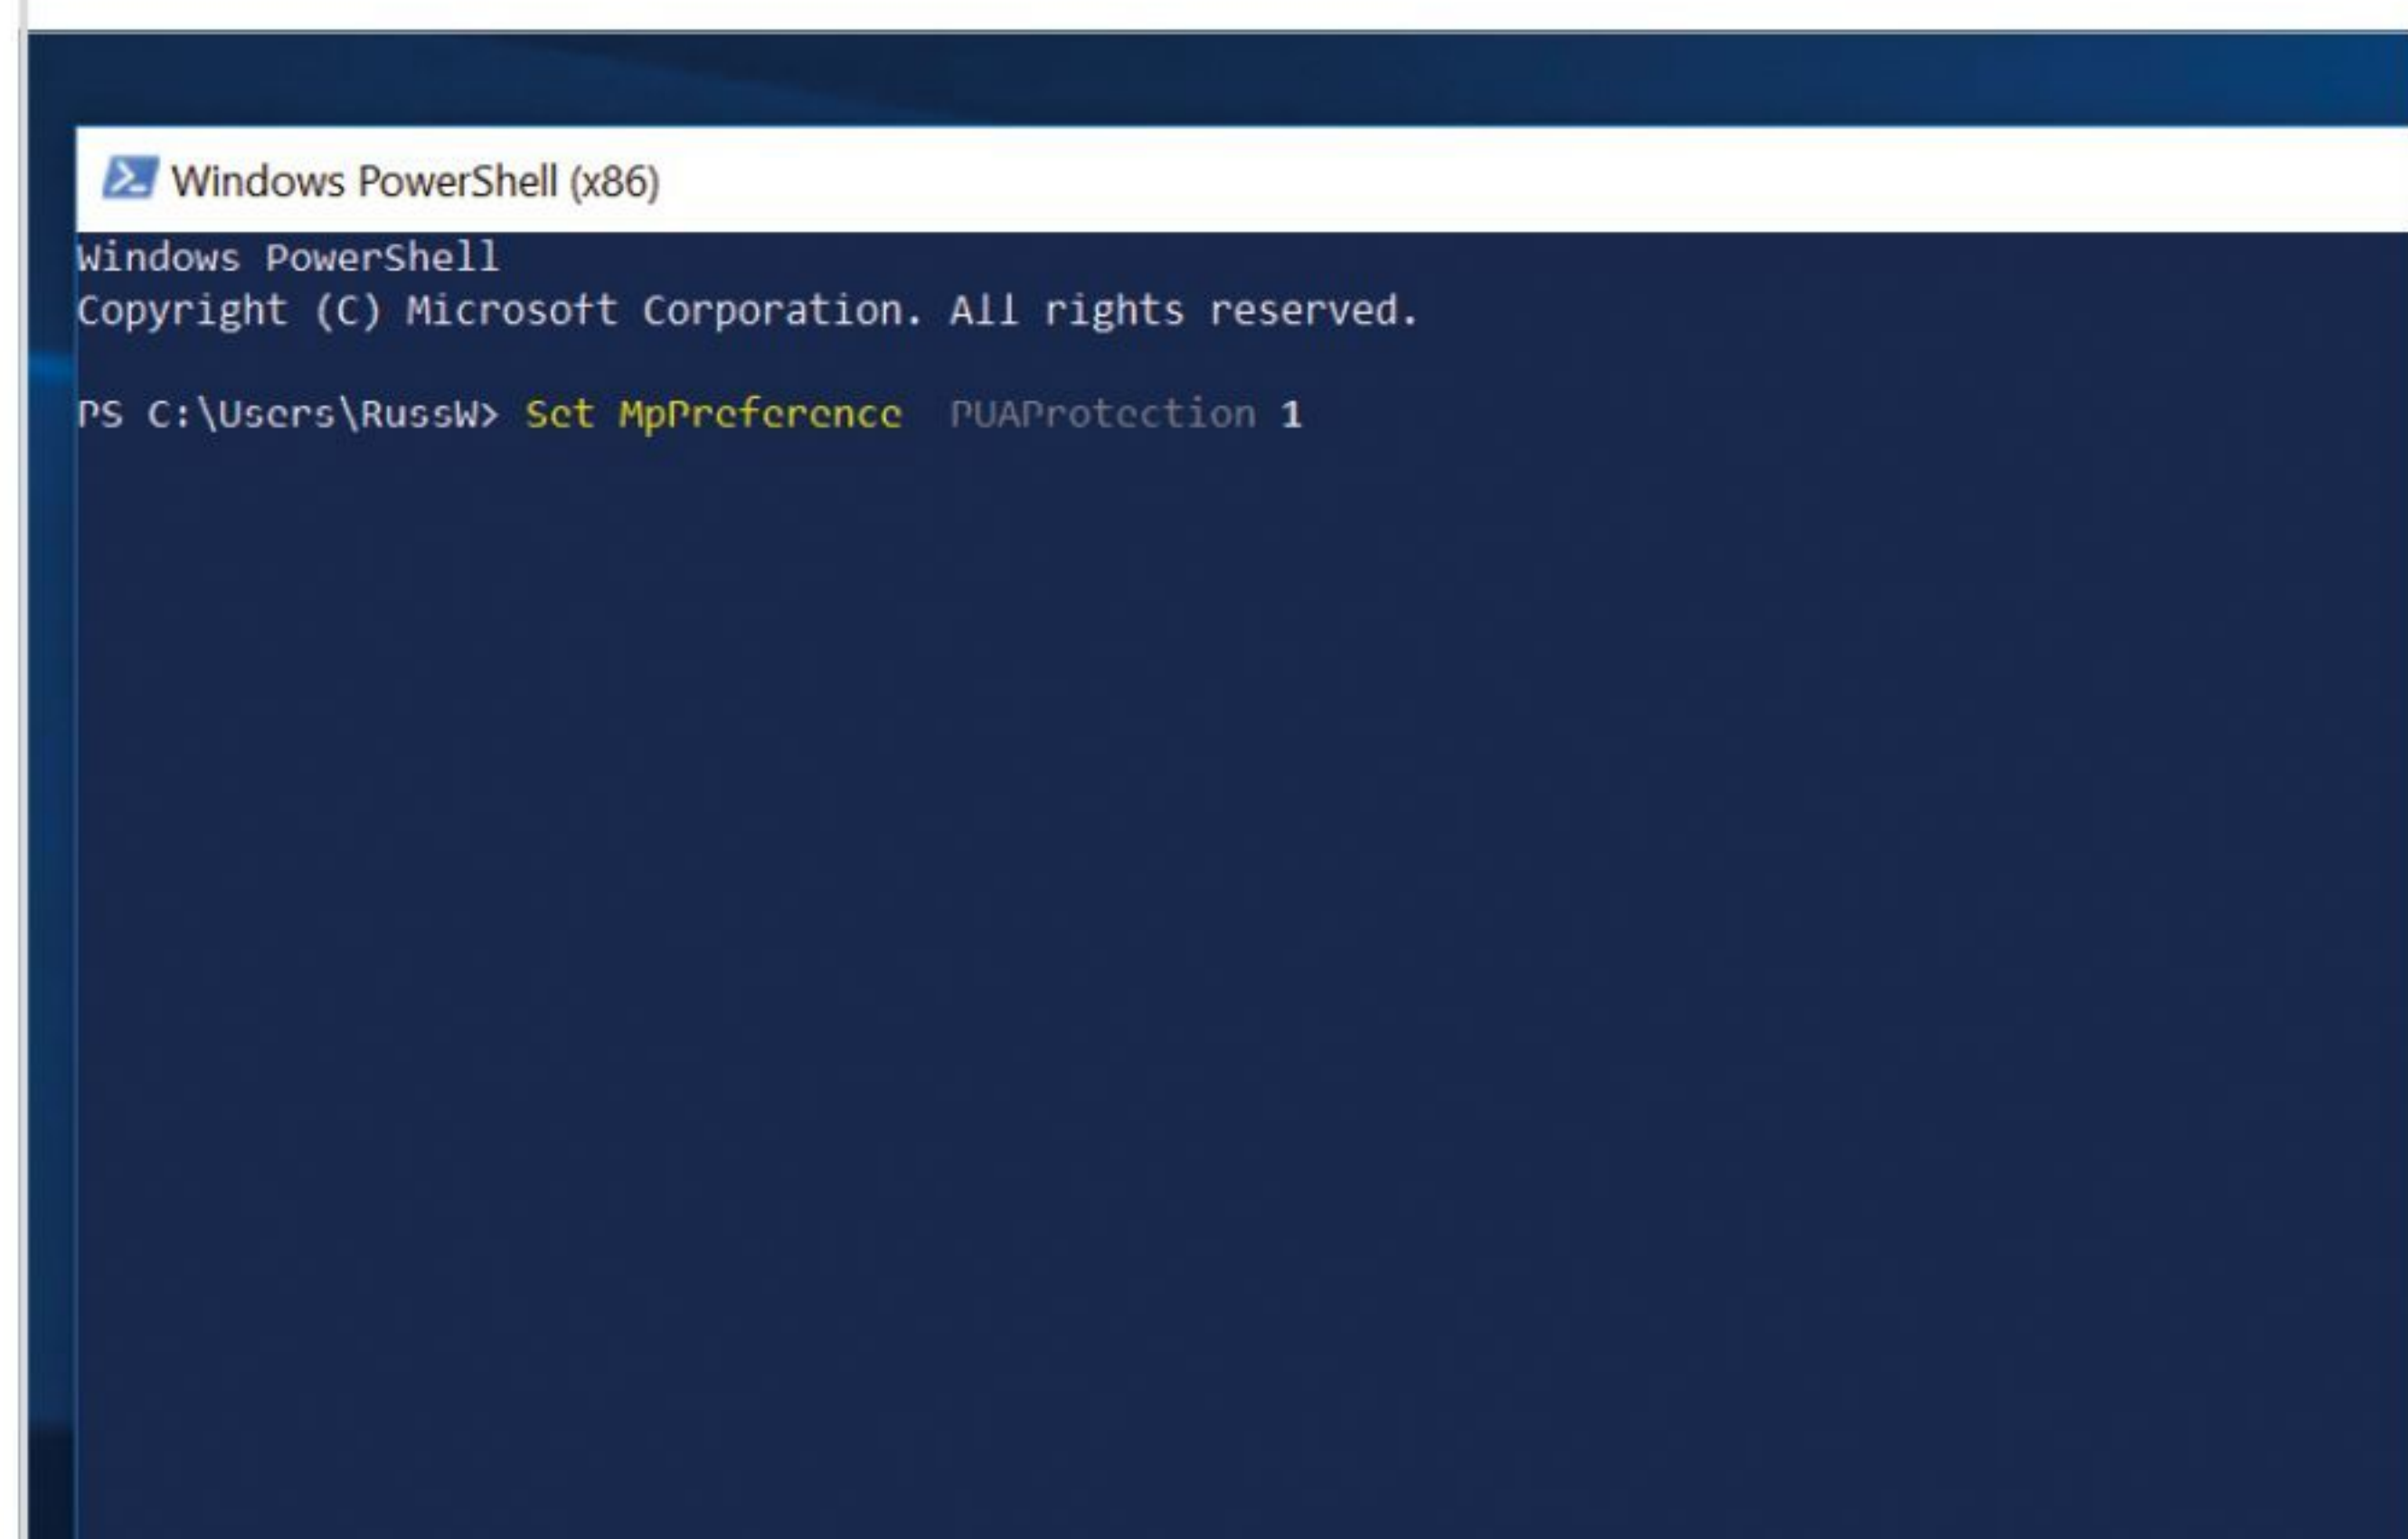 Windows PowerShell (x86)
Windows PowerShell
Copyright (C) Microsoft Corporation. All rights reserved.
PS C:\Users\RussW> Set MpPreference  PUAProtection 1